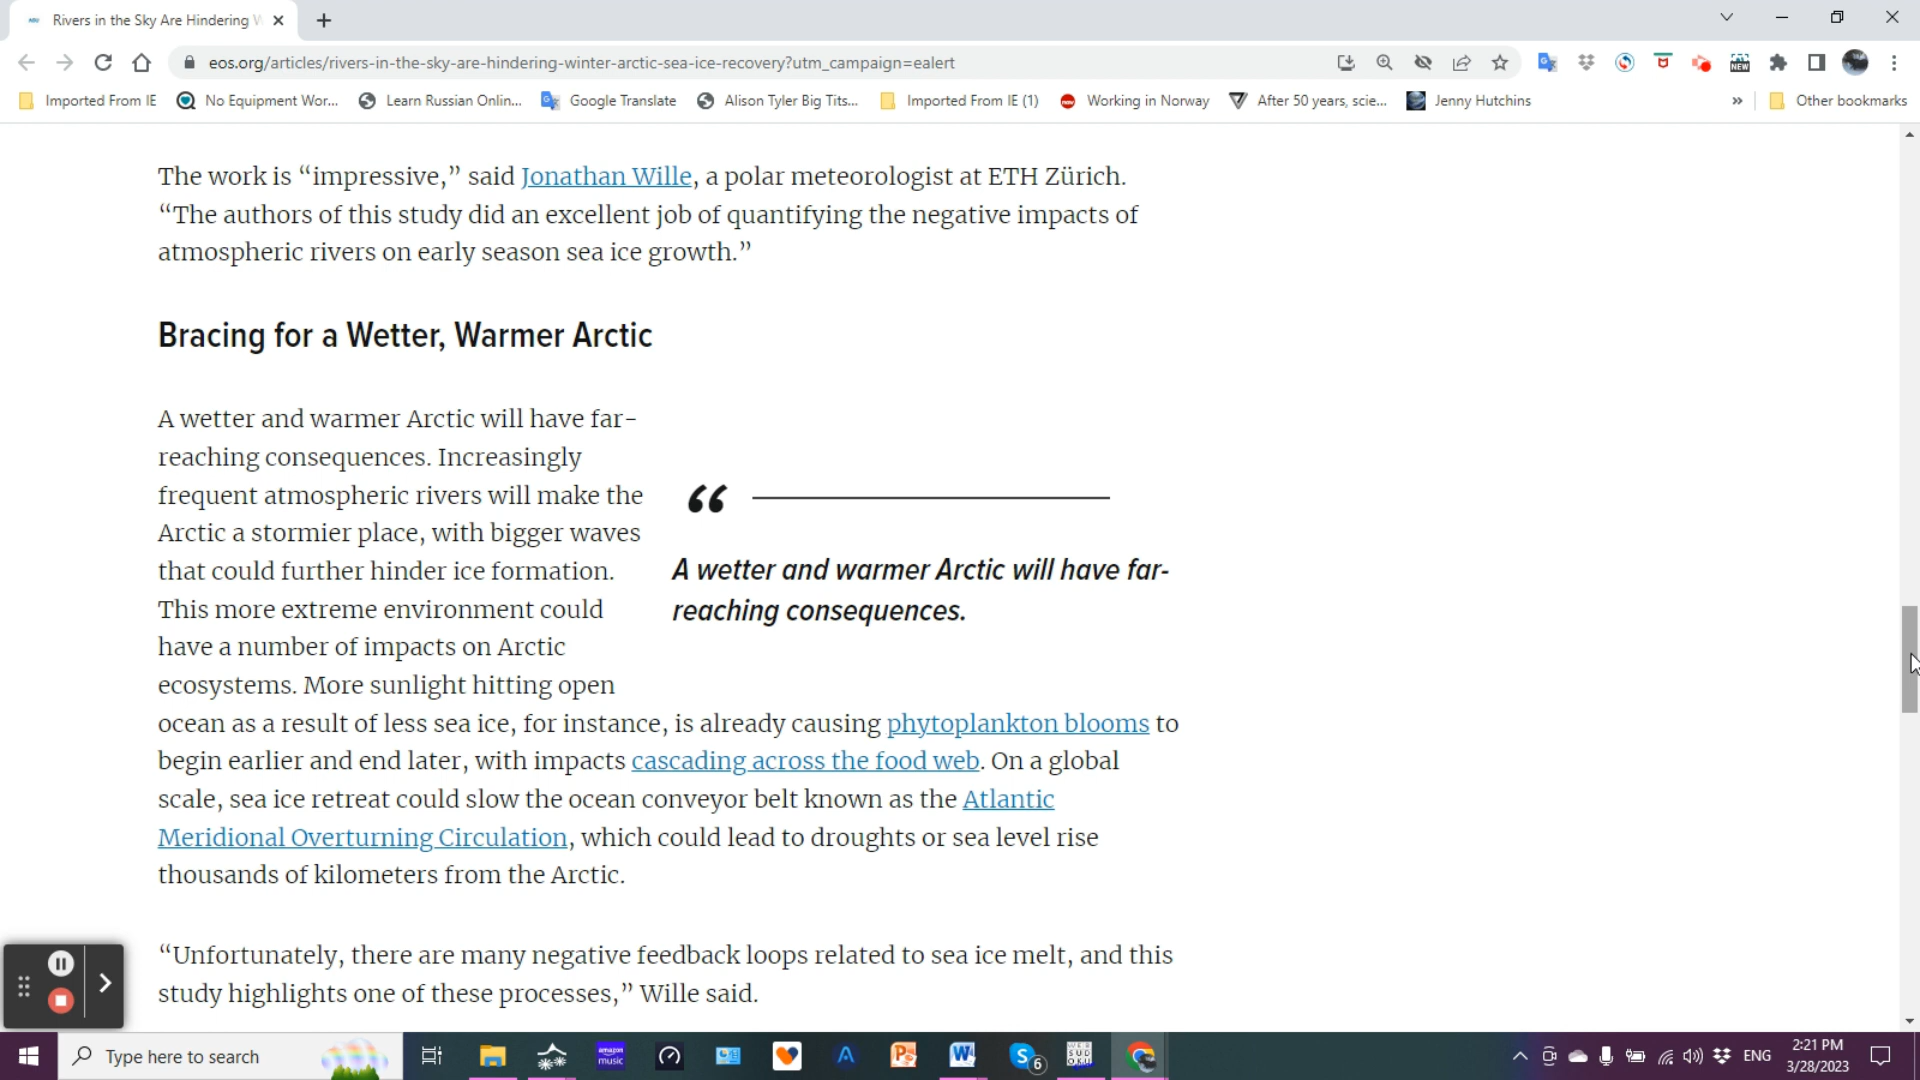 Rivers in the Sky Are Hindering W
eos.org/articles/rivers-in-the-sky-are-hindering-winter-arctic-sea-ice-recovery?utm_campaign=ealert
Imported From IE
No Equipment Wor...
Learn Russian Onlin...
Google Translate
Alison Tyler Big Tits...
Imported From IE (1)
Working in Norway
After 50 years, scie...
Jenny Hutchins
»
Other bookmarks
The work is “impressive,” said Jonathan Wille, a polar meteorologist at ETH Zürich.
“The authors of this study did an excellent job of quantifying the negative impacts of
atmospheric rivers on early season sea ice growth.”
Bracing for a Wetter, Warmer Arctic
A wetter and warmer Arctic will have far-
reaching consequences. Increasingly
frequent atmospheric rivers will make the
Arctic a stormier place, with bigger waves
that could further hinder ice formation.
This more extreme environment could
have a number of impacts on Arctic
ecosystems. More sunlight hitting open
“
A wetter and warmer Arctic will have far-
reaching consequences.
ocean as a result of less sea ice, for instance, is already causing phytoplankton blooms to
begin earlier and end later, with impacts cascading across the food web. On a global
scale, sea ice retreat could slow the ocean conveyor belt known as the Atlantic
Meridional Overturning Circulation, which could lead to droughts or sea level rise
thousands of kilometers from the Arctic.
“Unfortunately, there are many negative feedback loops related to sea ice melt, and this
study highlights one of these processes,” Wille said.
Type here to search
amazon music
6
WEB SUD OKU
ENG
2:21 PM
3/28/2023